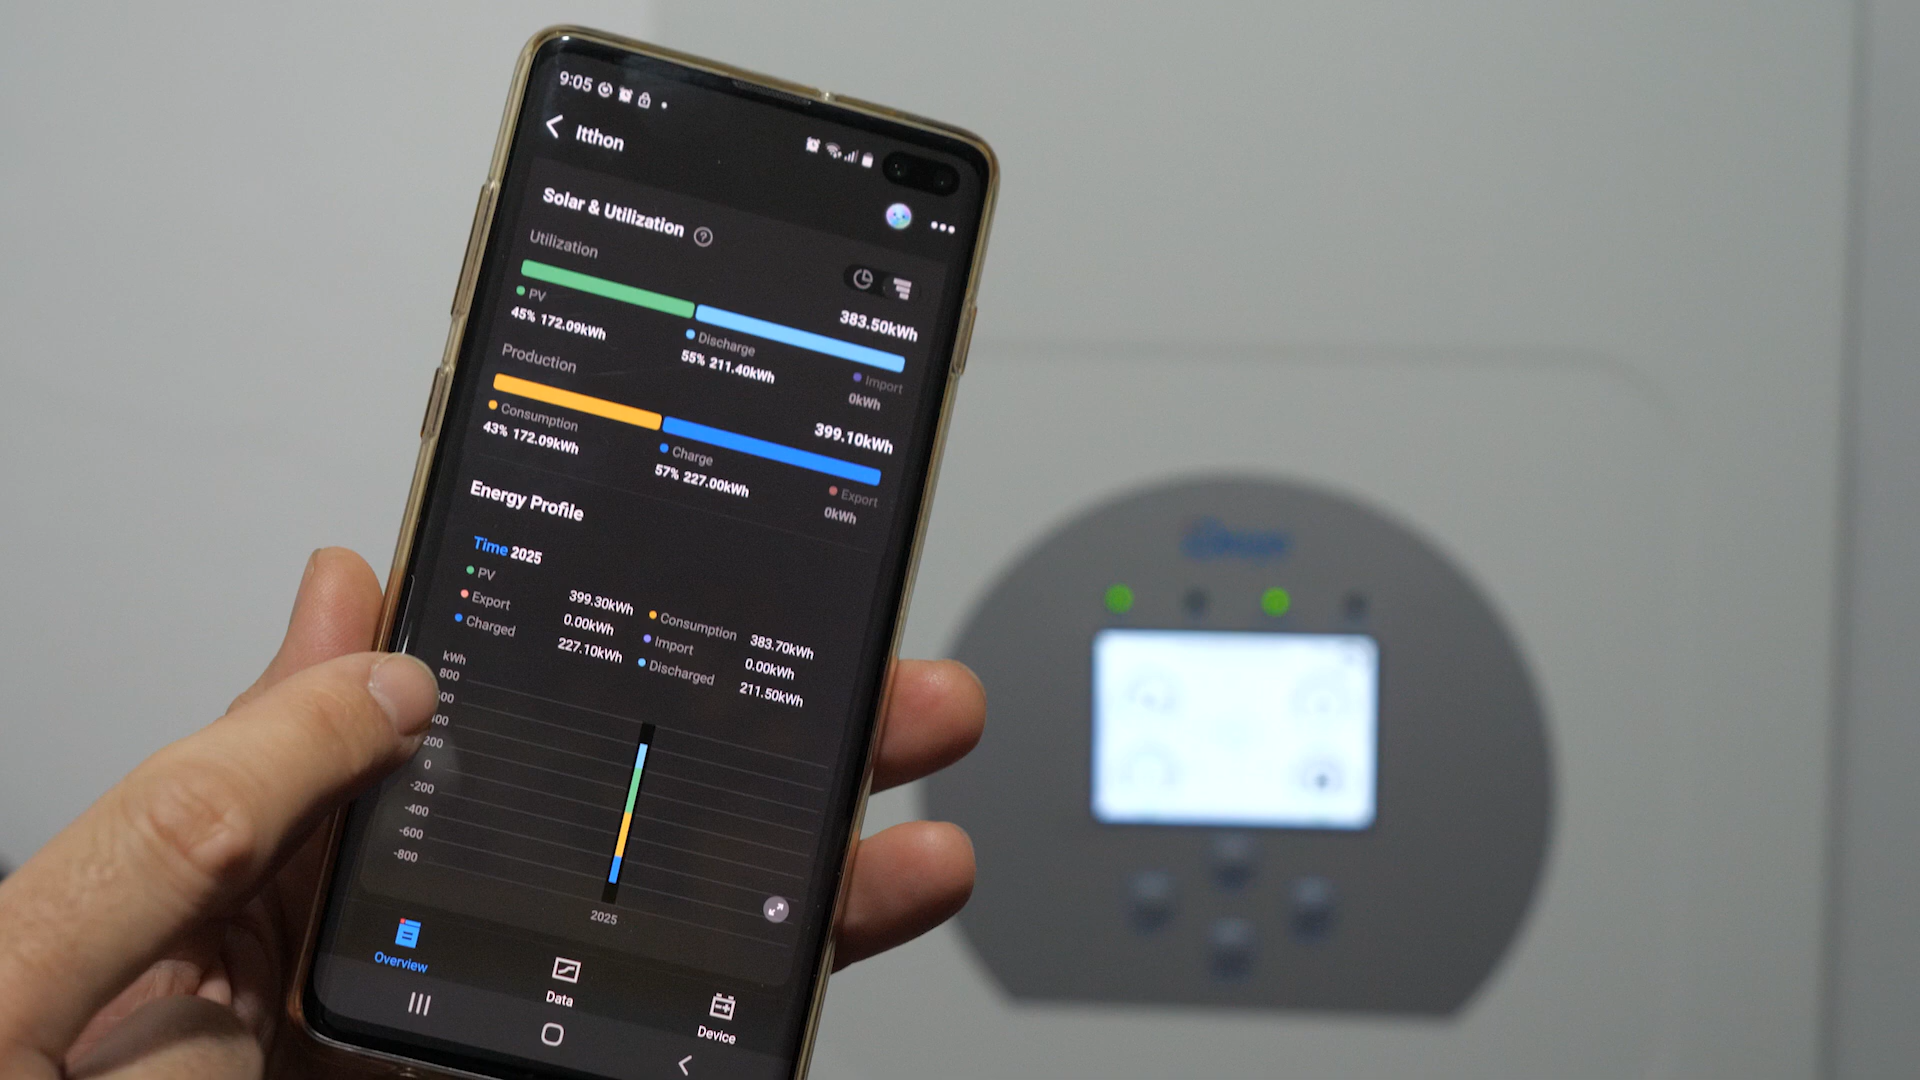 9:05
Itthon
Solar & Utilization ?
Utilization
383.50kWh
PV
45% 172.09kWh
Discharge
55% 211.40kWh
Import
0kWh
Production
399.10kWh
Consumption
43% 172.09kWh
Charge
57% 227.00kWh
Export
0kWh
Energy Profile
Time 2025
PV 399.30kWh
Consumption 383.70kWh
Export 0.00kWh
Import 0.00kWh
Charged 227.10kWh
Discharged 211.50kWh
kWh
800
200
0
-200
-400
-600
-800
2025
Overview
Data
Device